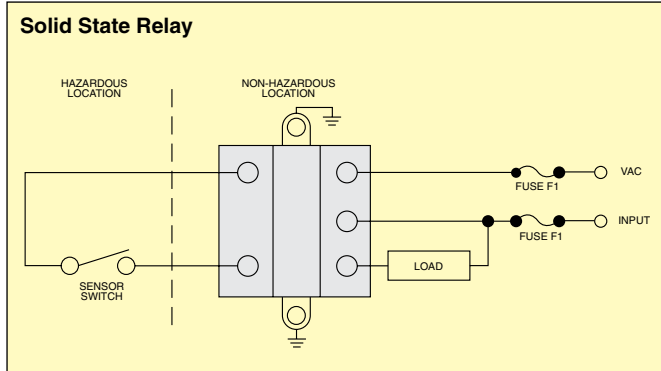 Solid State Relay
HAZARDOUS
LOCATION
NON-HAZARDOUS
LOCATION
VAC
FUSE F1
INPUT
FUSE F1
LOAD
SENSOR
SWITCH